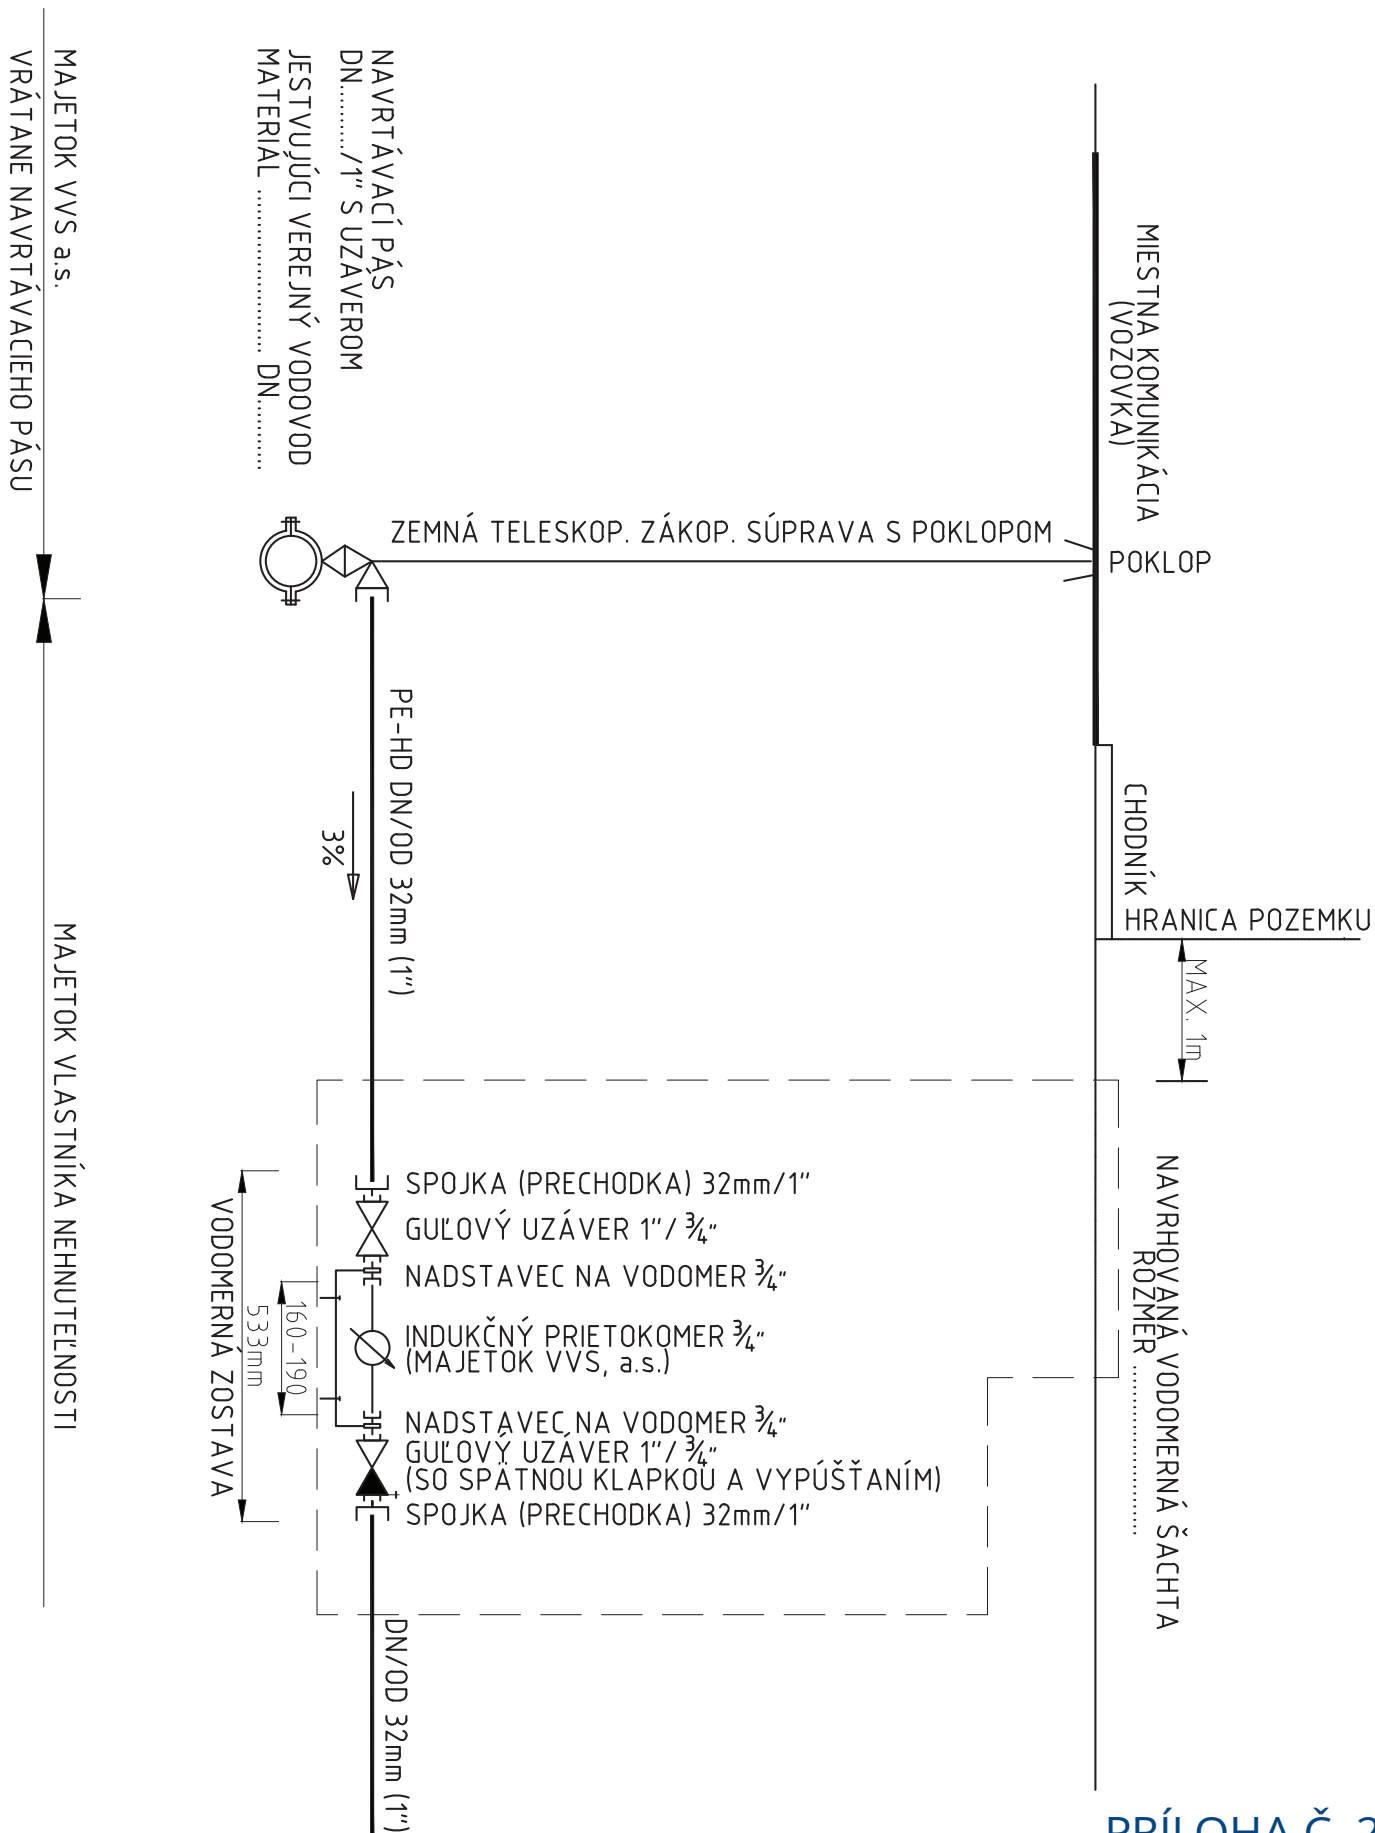 MIESTNA KOMUNIKÁCIA
(VOZOVKA)
POKLOP
CHODNÍK
HRANICA POZEMKU
MAX. 1m
NAVRHOVANÁ VODOMERNÁ ŠACHTA
ROZMER ..............................
ZEMNÁ TELESKOP. ZÁKOP. SÚPRAVA S POKLOPOM
NAVRTÁVACÍ PÁS
DN........../1" S UZÁVEROM
JESTVUJÚCI VEREJNÝ VODOVOD
MATERIÁL .............................. DN.............
PE-HD DN/OD 32mm (1")
3%
SPOJKA (PRECHODKA) 32mm/1"
GUĽOVÝ UZÁVER 1"/ ¾"
NADSTAVEC NA VODOMER ¾"
INDUKČNÝ PRIETOKOMER ¾"
(MAJETOK VVS, a.s.)
NADSTAVEC NA VODOMER ¾"
GUĽOVÝ UZÁVER 1"/ ¾"
(SO SPÄTNOU KLAPKOU A VYPÚŠŤANÍM)
SPOJKA (PRECHODKA) 32mm/1"
160-190
533mm
VODOMERNÁ ZOSTAVA
DN/OD 32mm (1")
MAJETOK VVS a.s.
VRÁTANE NAVRTÁVACIEHO PÁSU
MAJETOK VLASTNÍKA NEHNUTEĽNOSTI
PRÍLOHA Č. 2